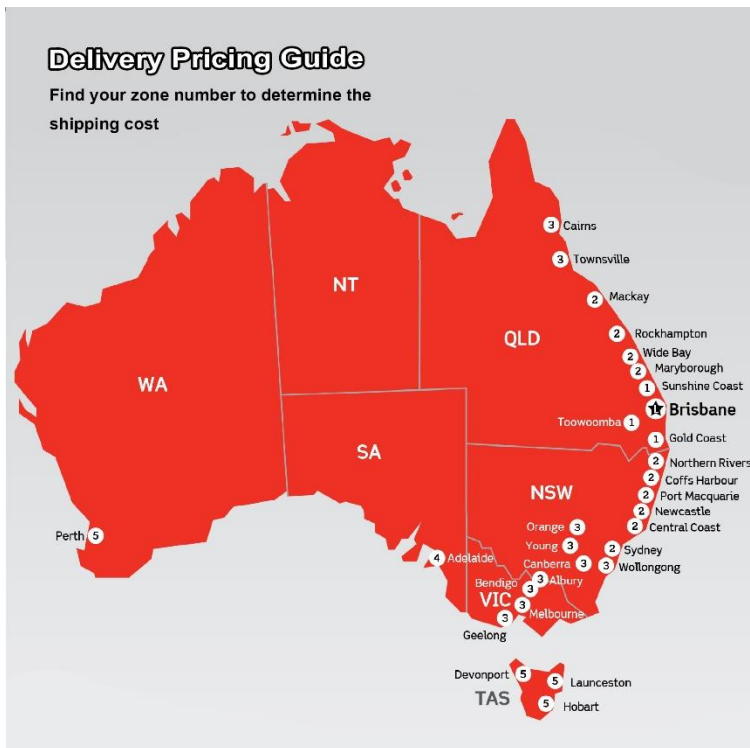 Delivery Pricing Guide
Find your zone number to determine the
shipping cost
3 Cairns
3 Townsville
NT
2 Mackay
QLD
2 Rockhampton
2 Wide Bay
2 Maryborough
WA
1 Sunshine Coast
1 Brisbane
Toowoomba 1
1 Gold Coast
SA
2 Northern Rivers
2 Coffs Harbour
NSW
2 Port Macquarie
2 Newcastle
Orange 3
2 Central Coast
Perth 5
Young 3
2 Sydney
4 Adelaide
Canberra 3
3 Wollongong
3 Albury
Bendigo 3
VIC
3 Melbourne
3
Geelong
Devonport 5
5 Launceston
TAS
5 Hobart